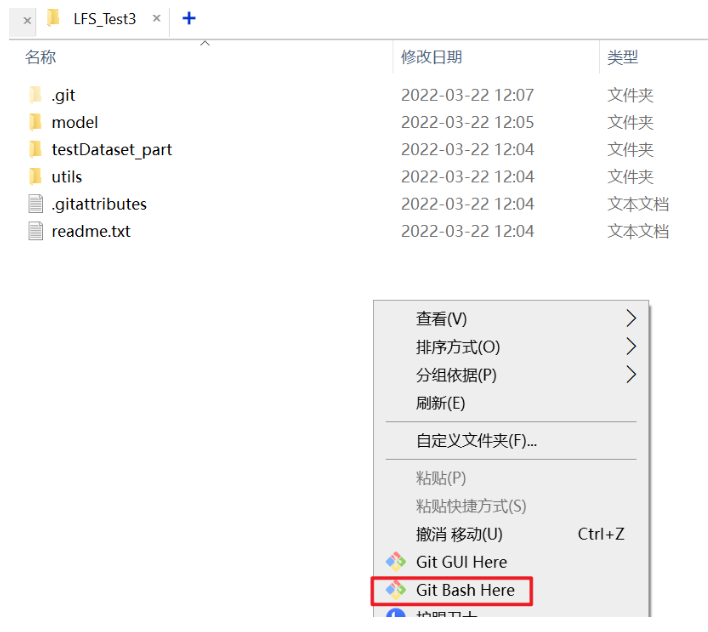 LFS_Test3
名称 修改日期 类型
.git 2022-03-22 12:07 文件夹
model 2022-03-22 12:05 文件夹
testDataset_part 2022-03-22 12:04 文件夹
utils 2022-03-22 12:04 文件夹
.gitattributes 2022-03-22 12:04 文本文档
readme.txt 2022-03-22 12:04 文本文档
查看(V)
排序方式(O)
分组依据(P)
刷新(E)
自定义文件夹(F)...
粘贴(P)
粘贴快捷方式(S)
撤消 移动(U) Ctrl+Z
Git GUI Here
Git Bash Here